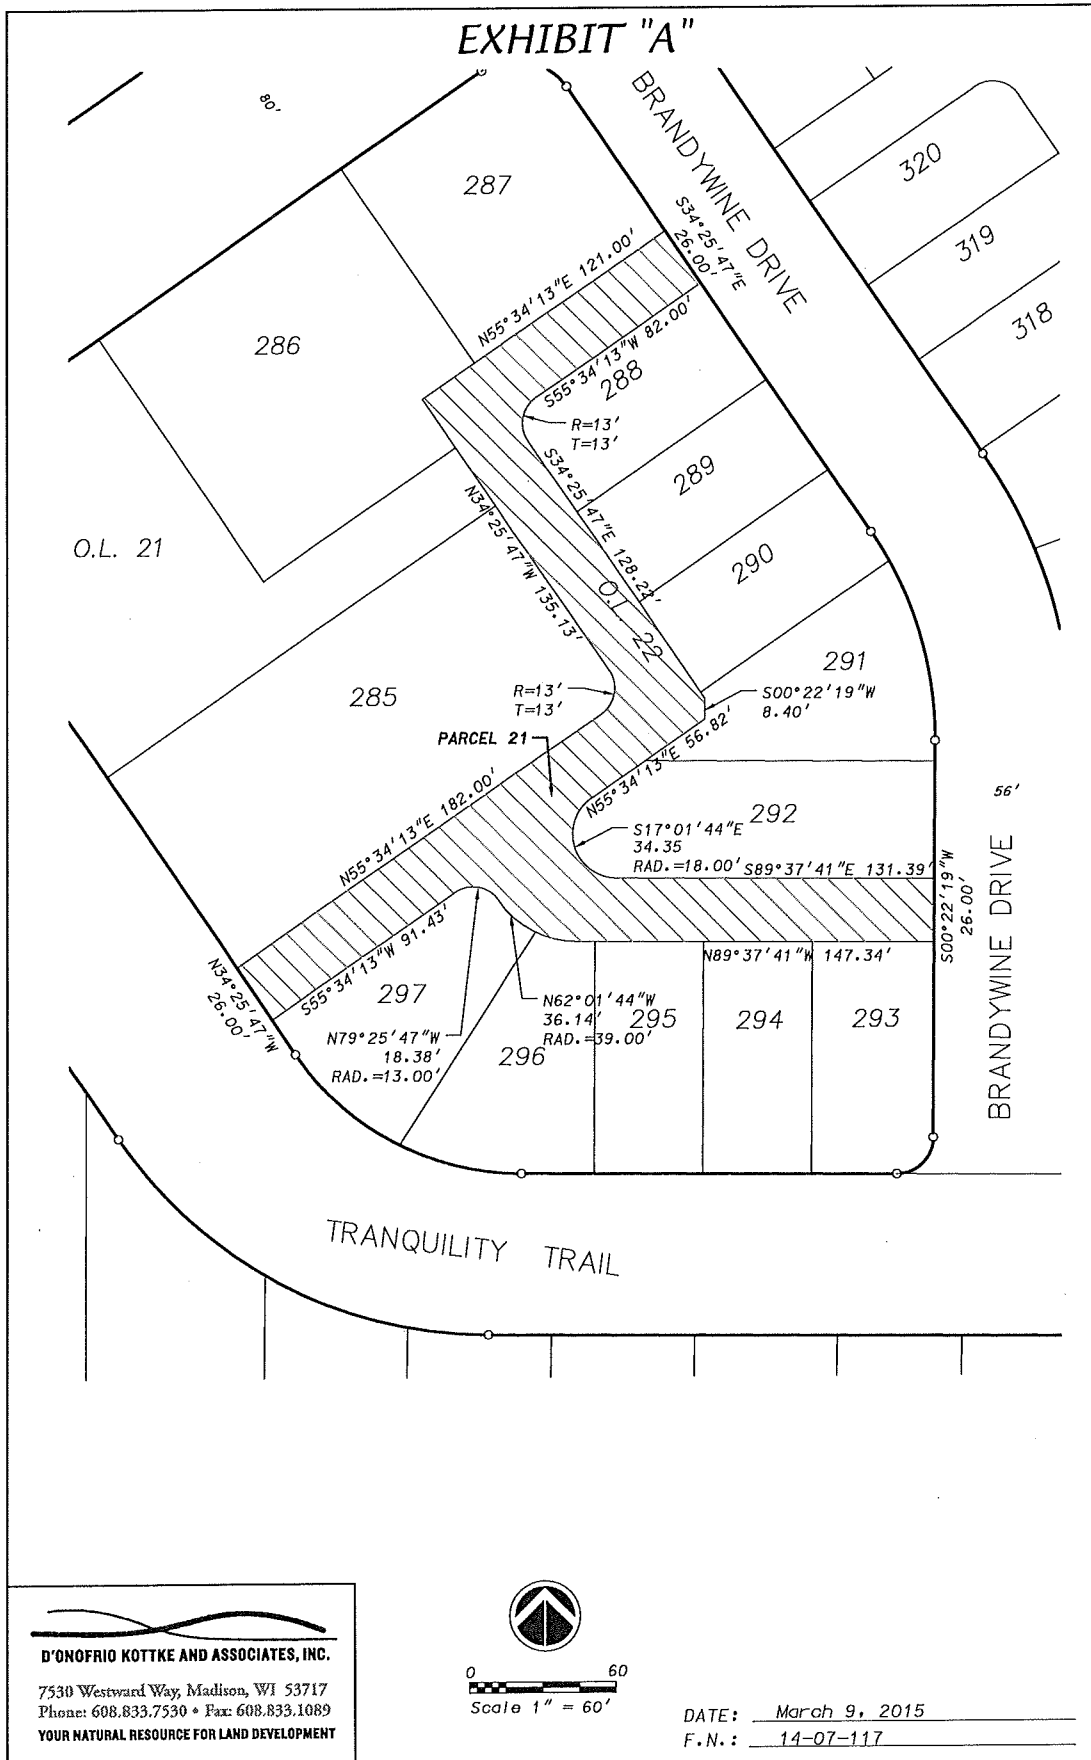 EXHIBIT "A"
80'
BRANDYWINE DRIVE
287
320
319
318
S34°25'47"E
26.00'
N55°34'13"E 121.00'
286
S55°34'13"W 82.00'
288
R=13'
T=13'
289
S34°25'47"E 128.22'
N34°25'47"W 135.13'
O.L. 21
290
O.L. 22
291
285
R=13'
T=13'
S00°22'19"W
8.40'
PARCEL 21
N55°34'13"E 56.82'
N55°34'13"E 182.00'
56'
292
S17°01'44"E
34.35
RAD.=18.00'
S89°37'41"E 131.39'
S00°22'19"W
26.00'
BRANDYWINE DRIVE
S55°34'13"W 91.43'
N34°25'47"W
26.00'
N89°37'41"W 147.34'
297
N62°01'44"W
36.14'
RAD.=39.00'
295
294
293
N79°25'47"W
18.38'
RAD.=13.00'
296
TRANQUILITY TRAIL
D'ONOFRIO KOTTKE AND ASSOCIATES, INC.
7530 Westward Way, Madison, WI 53717
Phone: 608.833.7530 • Fax: 608.833.1089
YOUR NATURAL RESOURCE FOR LAND DEVELOPMENT
0 60
Scale 1" = 60'
DATE: March 9, 2015
F.N.: 14-07-117